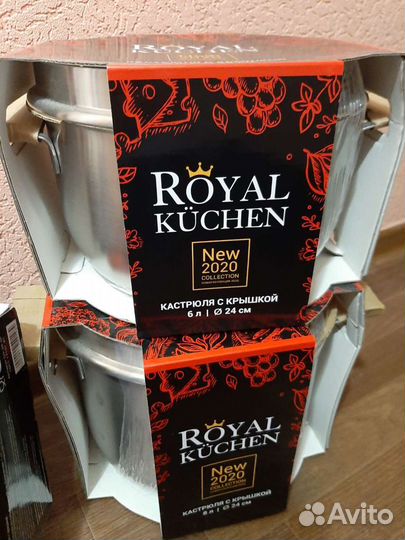 ROYAL
KÜCHEN
ROYAL
KÜCHEN
New
2020
COLLECTION
КАСТРЮЛЯ С КРЫШКОЙ
6 л | Ø 24 см
ROYAL
KÜCHEN
New
2020
COLLECTION
КАСТРЮЛЯ С КРЫШКОЙ
6 л | Ø 24 см
Avito